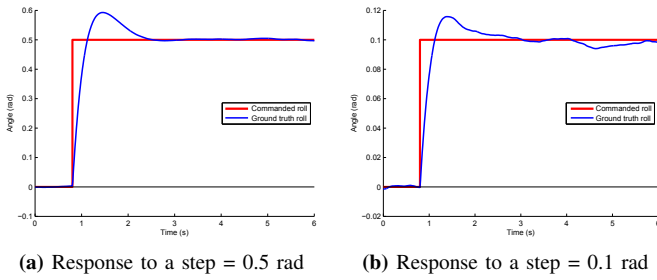 0.6
0.5
0.4
0.3
0.2
0.1
0
−0.1
0 1 2 3 4 5 6
Angle (rad)
Time (s)
Commanded roll
Ground truth roll
(a) Response to a step = 0.5 rad
0.12
0.1
0.08
0.06
0.04
0.02
0
−0.02
0 1 2 3 4 5 6
Angle (rad)
Time (s)
Commanded roll
Ground truth roll
(b) Response to a step = 0.1 rad